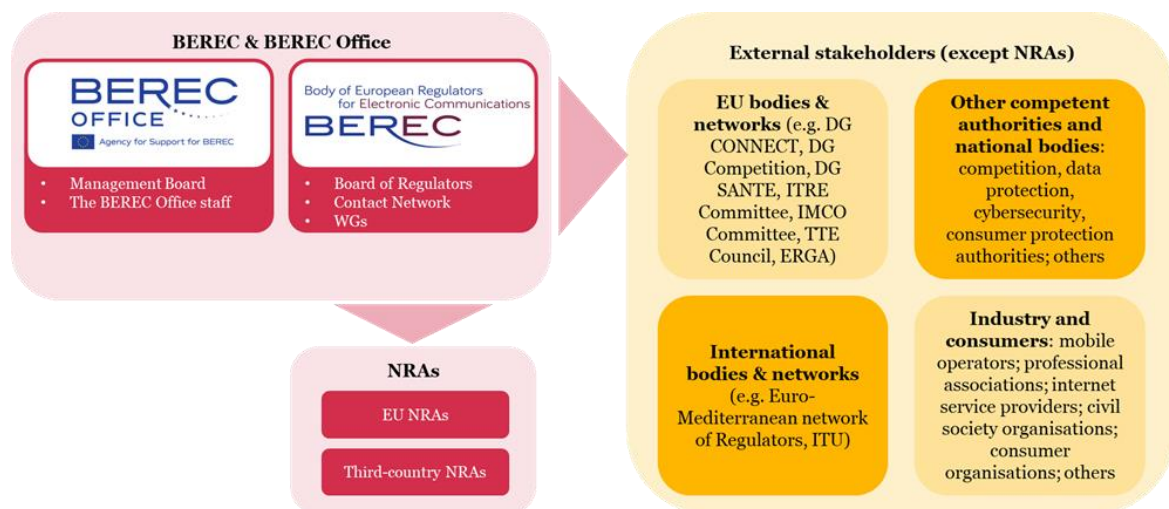 BEREC & BEREC Office
BEREC
OFFICE
Agency for Support for BEREC
• Management Board
• The BEREC Office staff
Body of European Regulators
for Electronic Communications
BEREC
• Board of Regulators
• Contact Network
• WGs
NRAs
EU NRAs
Third-country NRAs
External stakeholders (except NRAs)
EU bodies &
networks (e.g. DG
CONNECT, DG
Competition, DG
SANTE, ITRE
Committee, IMCO
Committee, TTE
Council, ERGA)
Other competent
authorities and
national bodies:
competition, data
protection,
cybersecurity,
consumer protection
authorities; others
International
bodies & networks
(e.g. Euro-
Mediterranean network
of Regulators, ITU)
Industry and
consumers: mobile
operators; professional
associations; internet
service providers; civil
society organisations;
consumer
organisations; others